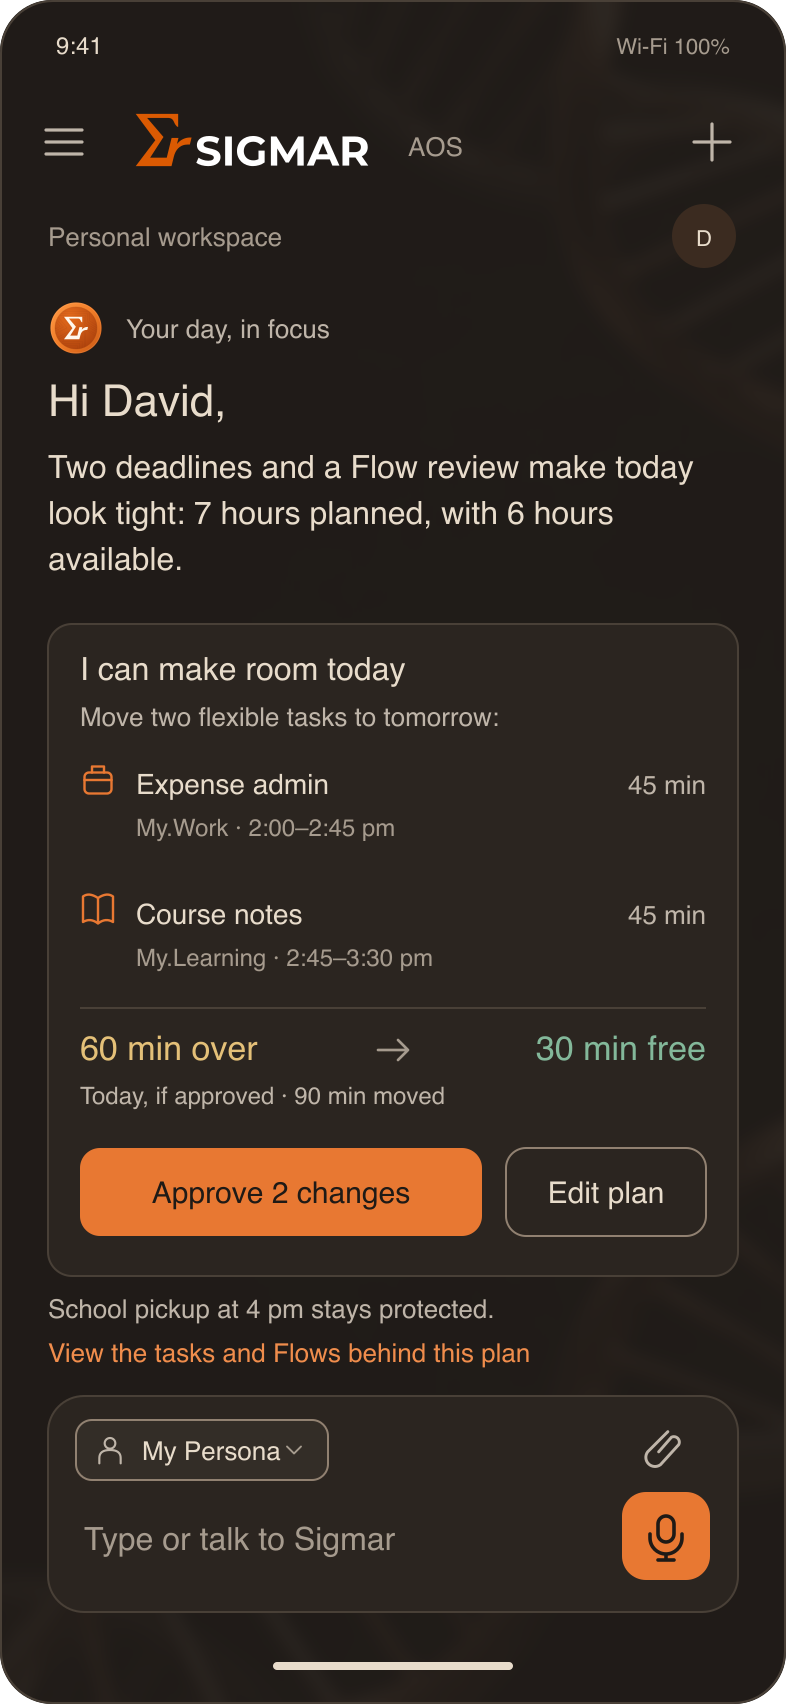 9:41
Wi-Fi 100%
Σr SIGMAR AOS
Personal workspace
D
Σr
Your day, in focus
Hi David,
Two deadlines and a Flow review make today
look tight: 7 hours planned, with 6 hours
available.
I can make room today
Move two flexible tasks to tomorrow:
Expense admin
45 min
My.Work · 2:00–2:45 pm
Course notes
45 min
My.Learning · 2:45–3:30 pm
60 min over → 30 min free
Today, if approved · 90 min moved
Approve 2 changes
Edit plan
School pickup at 4 pm stays protected.
View the tasks and Flows behind this plan
My Persona
Type or talk to Sigmar